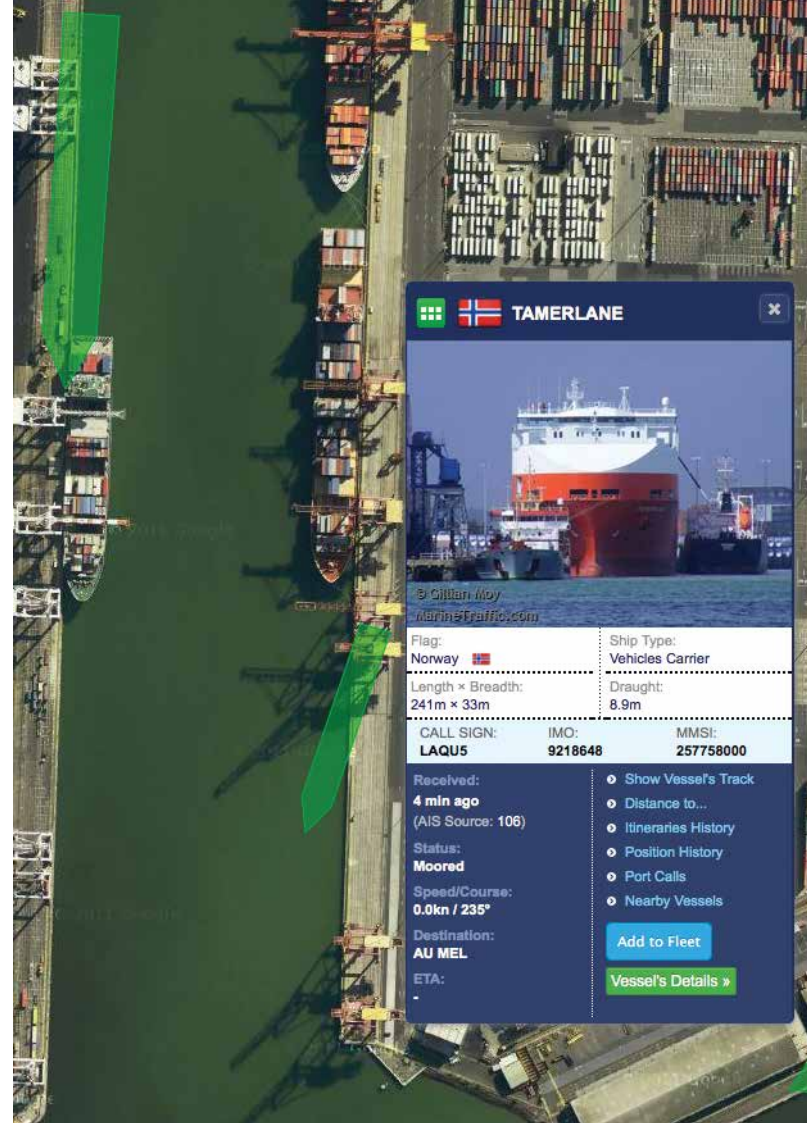 TAMERLANE
© Gillian Moy
MarineTraffic.com
Flag:
Norway
Ship Type:
Vehicles Carrier
Length × Breadth:
241m × 33m
Draught:
8.9m
CALL SIGN:
LAQU5
IMO:
9218648
MMSI:
257758000
Received:
4 min ago
(AIS Source: 106)
Status:
Moored
Speed/Course:
0.0kn / 235°
Destination:
AU MEL
ETA:
-
Show Vessel's Track
Distance to...
Itineraries History
Position History
Port Calls
Nearby Vessels
Add to Fleet
Vessel's Details »